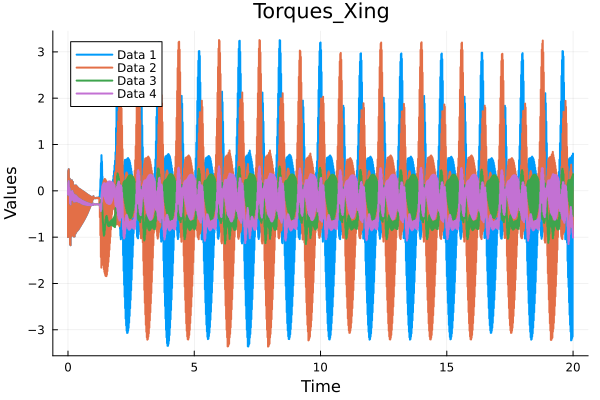 Torques_Xing
Values
3
2
1
0
−1
−2
−3
Data 1
Data 2
Data 3
Data 4
0
5
10
15
20
Time